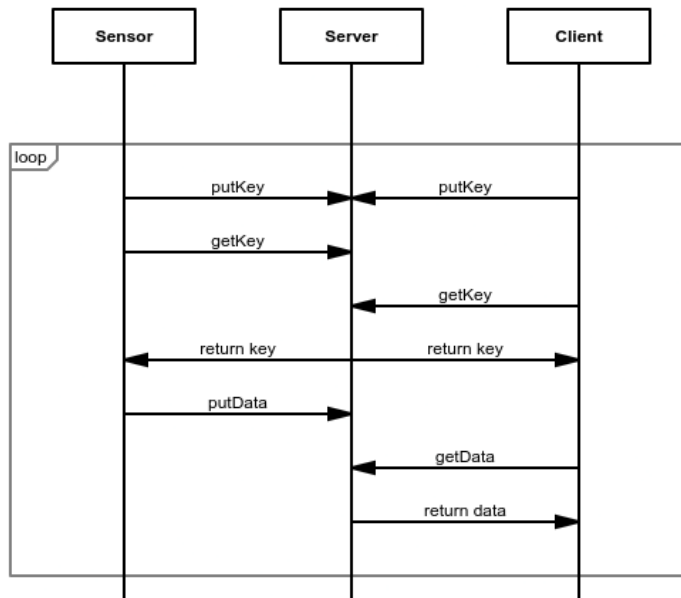 Sensor Server Client
loop
putKey putKey
getKey
getKey
return key return key
putData
getData
return data